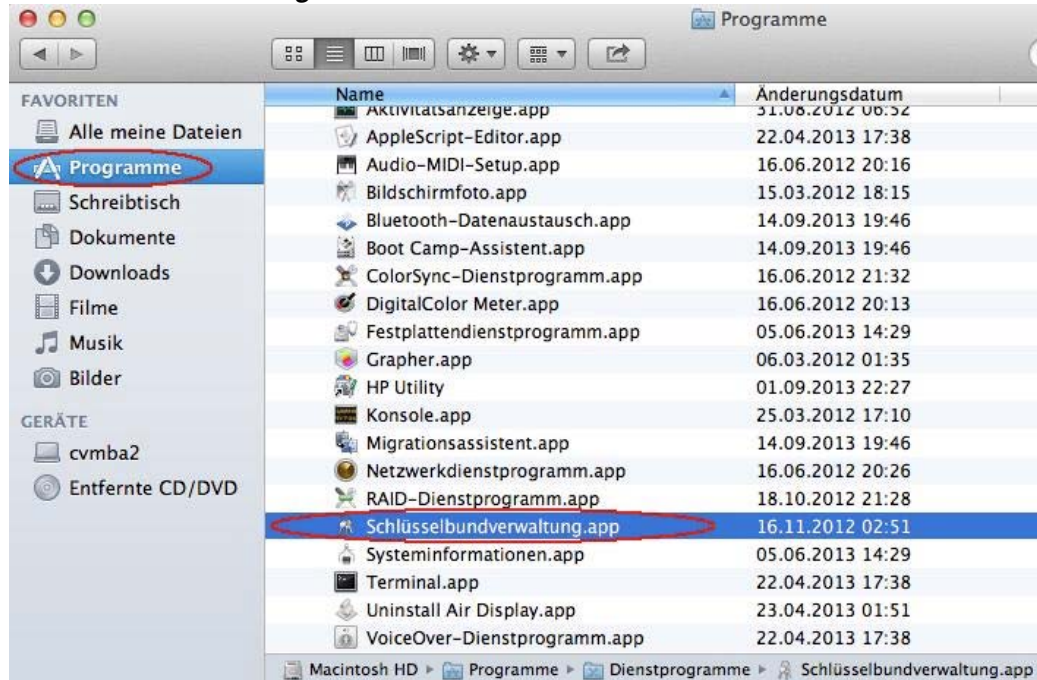 Programme
FAVORITEN
Alle meine Dateien
Programme
Schreibtisch
Dokumente
Downloads
Filme
Musik
Bilder
GERÄTE
cvmba2
Entfernte CD/DVD
Name Änderungsdatum
Aktivitätsanzeige.app 31.08.2012 06:52
AppleScript-Editor.app 22.04.2013 17:38
Audio-MIDI-Setup.app 16.06.2012 20:16
Bildschirmfoto.app 15.03.2012 18:15
Bluetooth-Datenaustausch.app 14.09.2013 19:46
Boot Camp-Assistent.app 14.09.2013 19:46
ColorSync-Dienstprogramm.app 16.06.2012 21:32
DigitalColor Meter.app 16.06.2012 20:13
Festplattendienstprogramm.app 05.06.2013 14:29
Grapher.app 06.03.2012 01:35
HP Utility 01.09.2013 22:27
Konsole.app 25.03.2012 17:10
Migrationsassistent.app 14.09.2013 19:46
Netzwerkdienstprogramm.app 16.06.2012 20:26
RAID-Dienstprogramm.app 18.10.2012 21:28
Schlüsselbundverwaltung.app 16.11.2012 02:51
Systeminformationen.app 05.06.2013 14:29
Terminal.app 22.04.2013 17:38
Uninstall Air Display.app 23.04.2013 01:51
VoiceOver-Dienstprogramm.app 22.04.2013 17:38
Macintosh HD ▸ Programme ▸ Dienstprogramme ▸ Schlüsselbundverwaltung.app